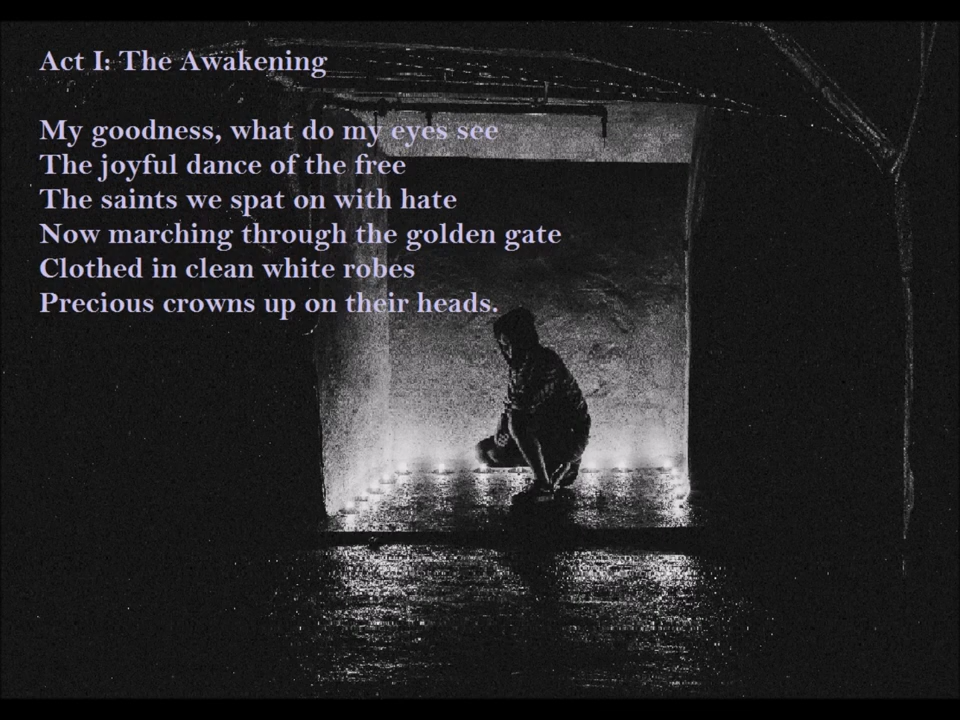 Act I: The Awakening
My goodness, what do my eyes see
The joyful dance of the free
The saints we spat on with hate
Now marching through the golden gate
Clothed in clean white robes
Precious crowns up on their heads.